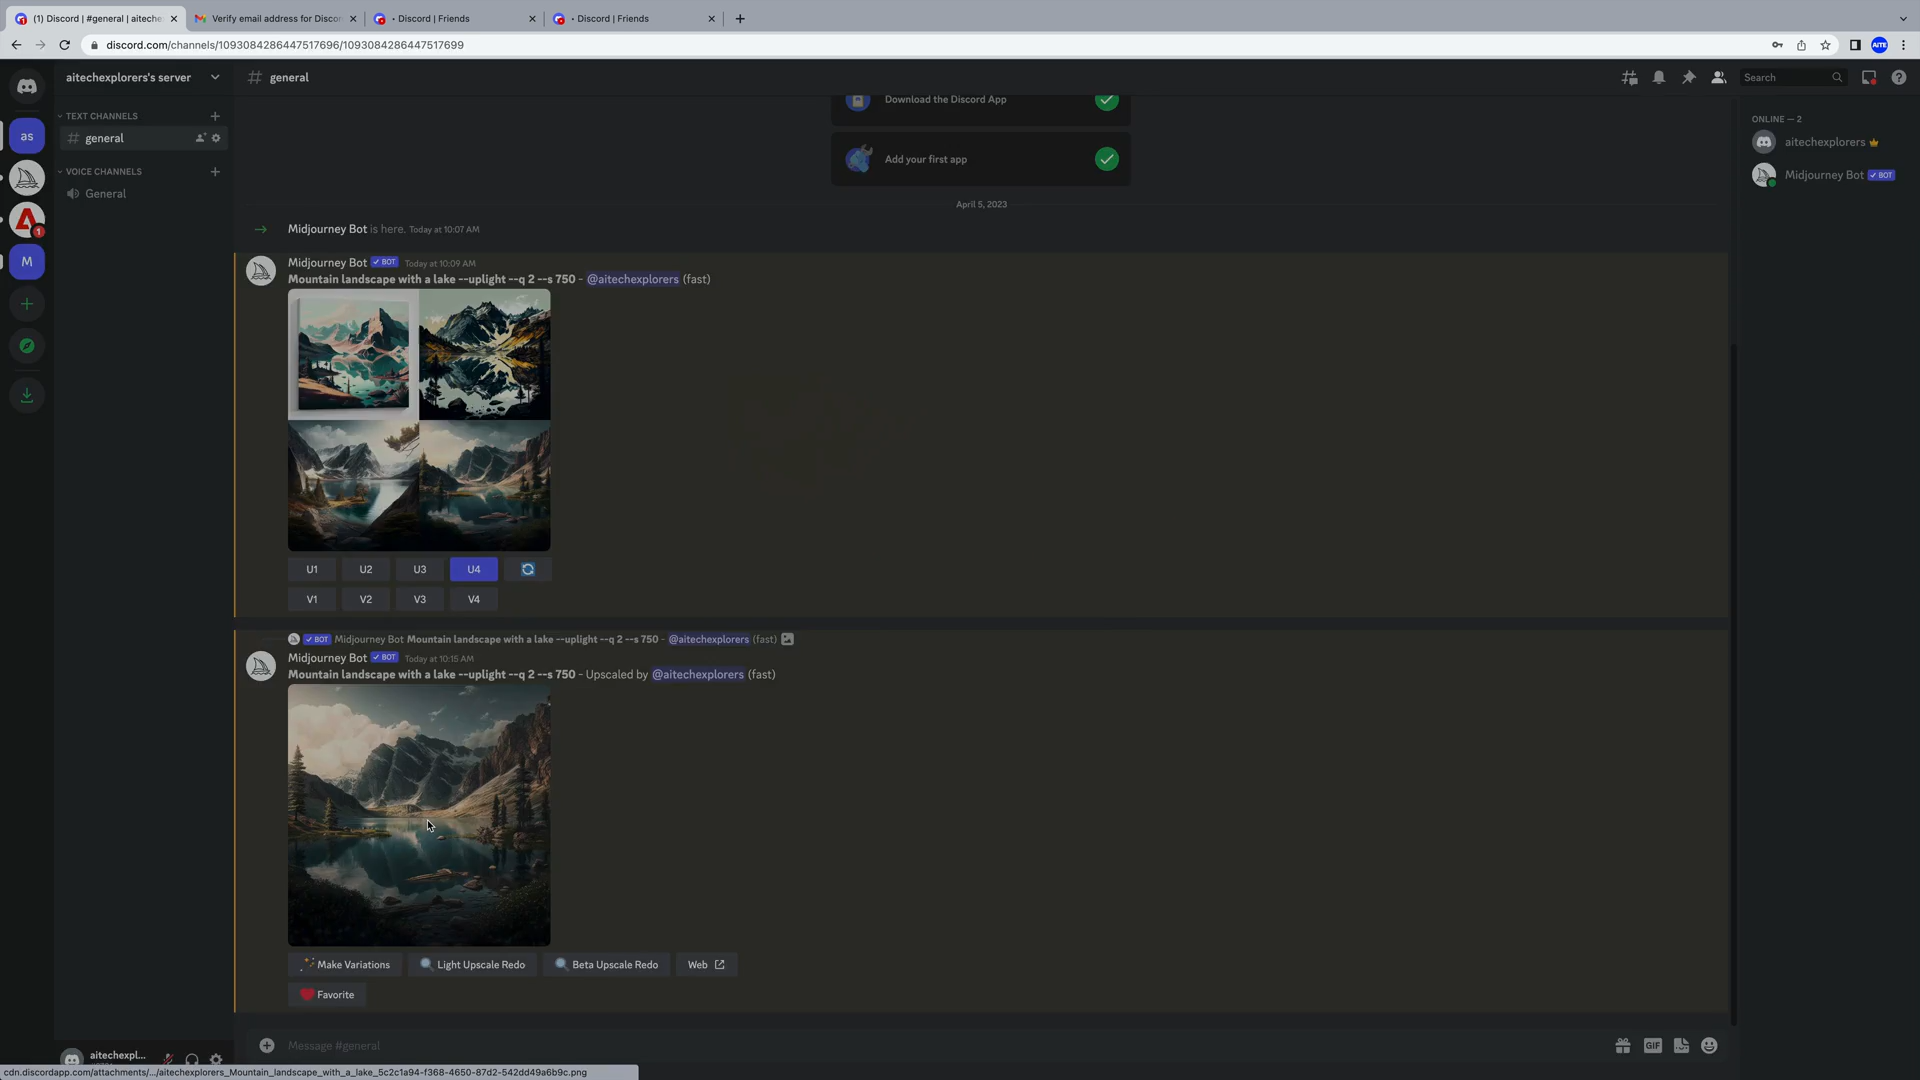 (1) Discord | #general | aiteche
Verify email address for Discor
• Discord | Friends
• Discord | Friends
discord.com/channels/1093084286447517696/1093084286447517699
AITE
aitechexplorers's server
general
Search
TEXT CHANNELS
general
VOICE CHANNELS
General
as
1
M
Download the Discord App
Add your first app
April 5, 2023
Midjourney Bot is here. Today at 10:07 AM
Midjourney Bot BOT Today at 10:09 AM
Mountain landscape with a lake --uplight --q 2 --s 750 - @aitechexplorers (fast)
U1 U2 U3 U4
V1 V2 V3 V4
BOT Midjourney Bot Mountain landscape with a lake --uplight --q 2 --s 750 - @aitechexplorers (fast)
Midjourney Bot BOT Today at 10:15 AM
Mountain landscape with a lake --uplight --q 2 --s 750 - Upscaled by @aitechexplorers (fast)
Make Variations Light Upscale Redo Beta Upscale Redo Web
Favorite
Message #general
GIF
ONLINE — 2
aitechexplorers
Midjourney Bot BOT
aitechexpl...
cdn.discordapp.com/attachments/.../aitechexplorers_Mountain_landscape_with_a_lake_5c2c1a94-f368-4650-87d2-542dd49a6b9c.png